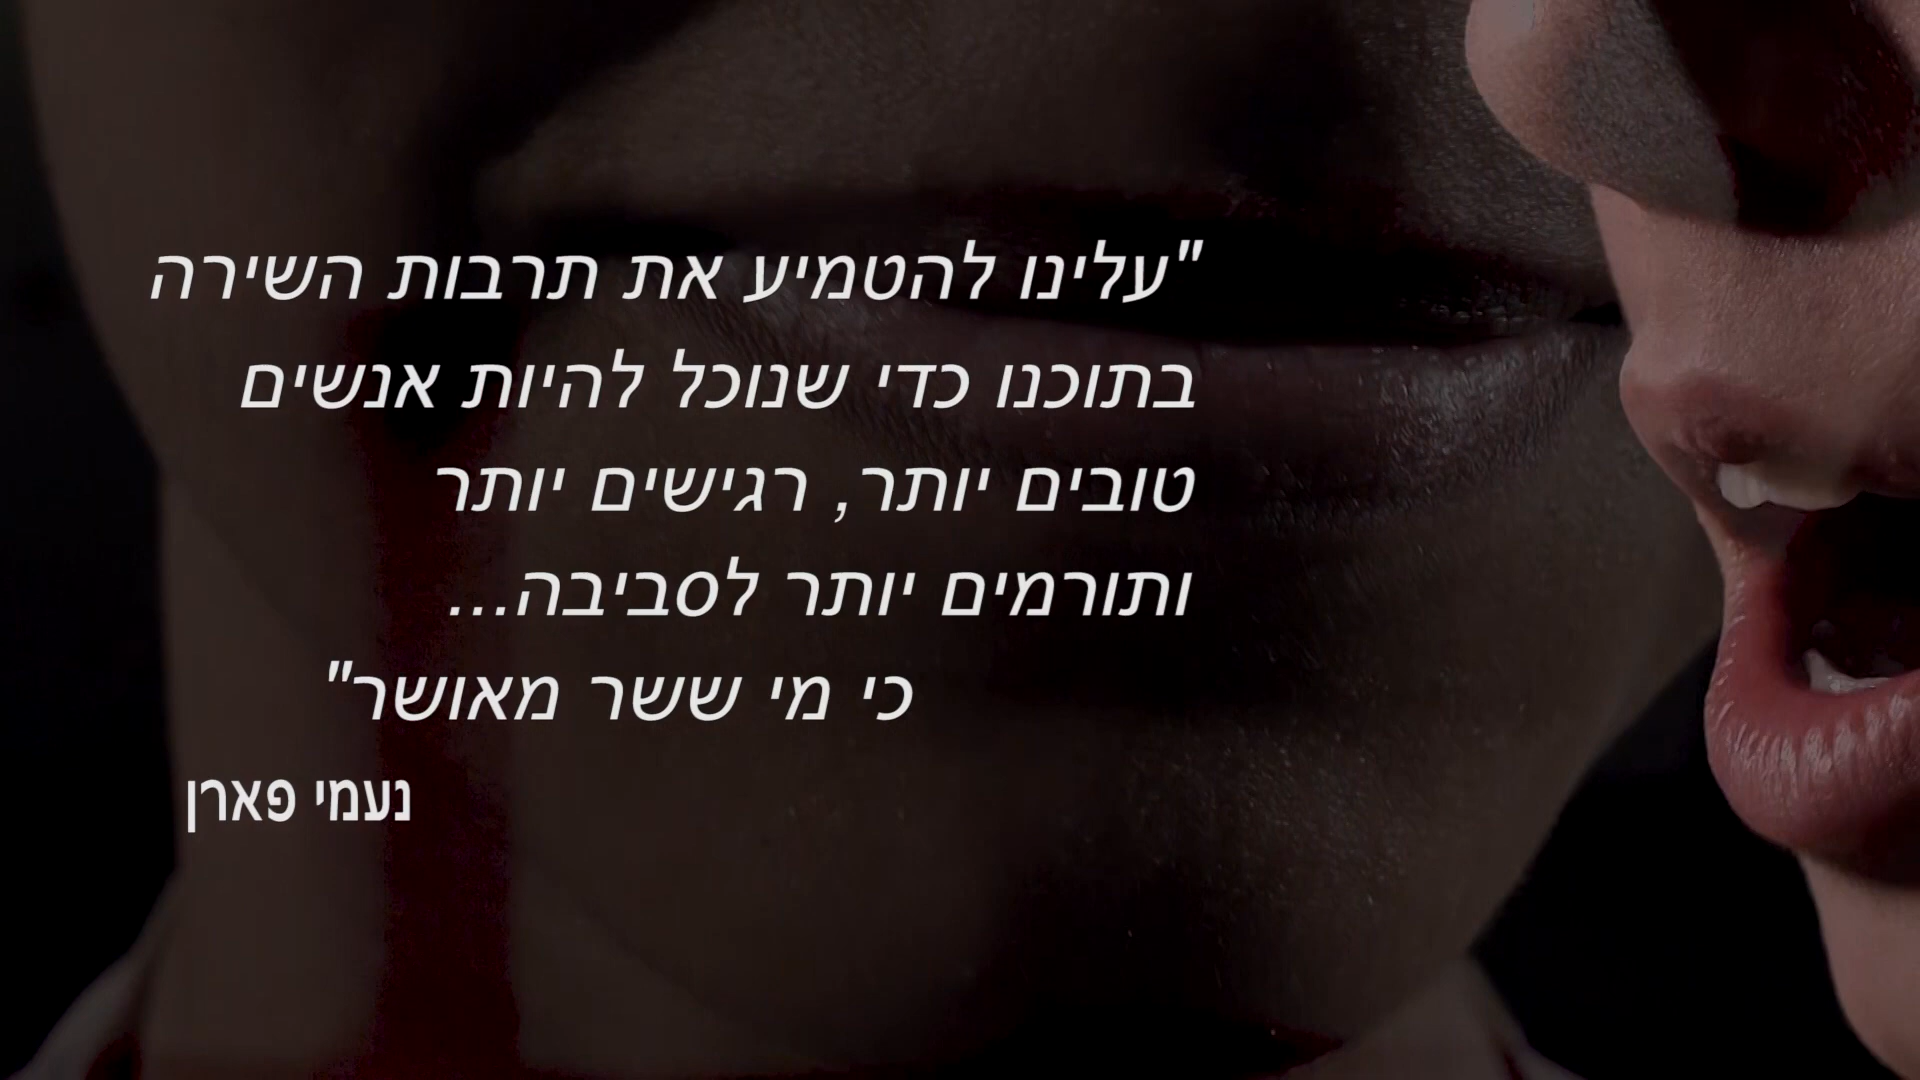 "עלינו להטמיע את תרבות השירה
בתוכנו כדי שנוכל להיות אנשים
טובים יותר, רגישים יותר
ותורמים יותר לסביבה...
כי מי ששר מאושר"
נעמי פארן